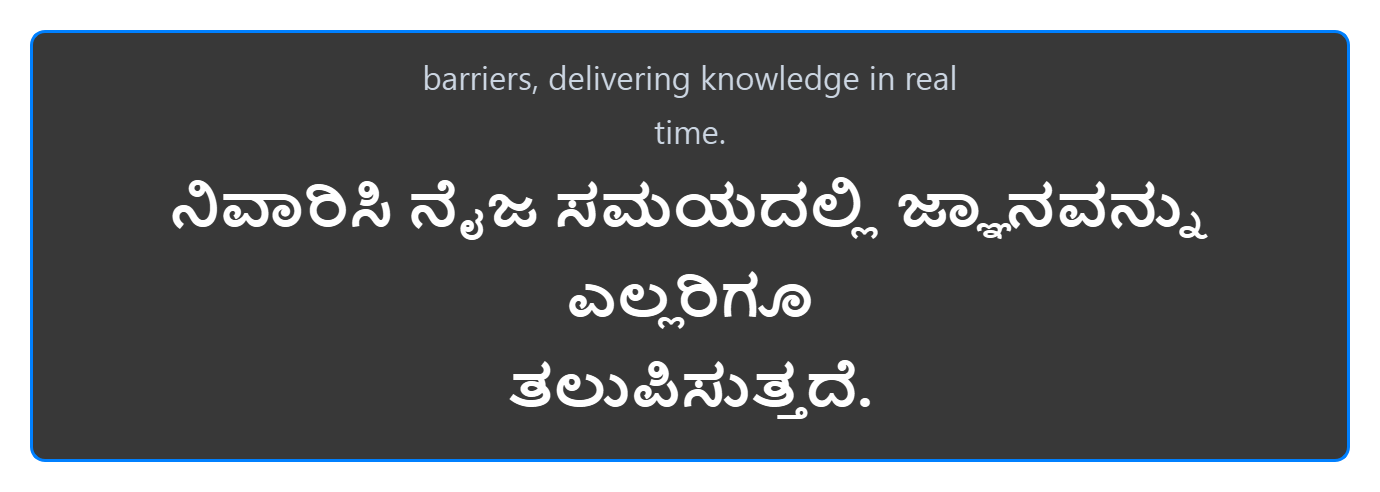 barriers, delivering knowledge in real
time.
ನಿವಾರಿಸಿ ನೈಜ ಸಮಯದಲ್ಲಿ ಜ್ಞಾನವನ್ನು
ಎಲ್ಲರಿಗೂ
ತಲುಪಿಸುತ್ತದೆ.